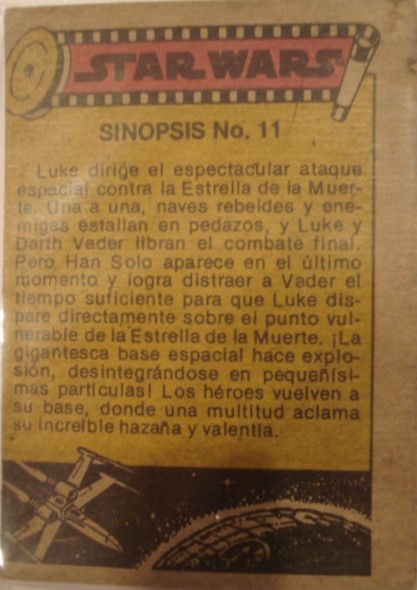 STAR WARS
SINOPSIS No. 11
Luke dirige el espectacular ataque
espacial contra la Estrella de la Muer-
te. Una a una, naves rebeldes y ene-
migas estallan en pedazos, y Luke y
Darth Vader libran el combate final.
Pero Han Solo aparece en el último
momento y logra distraer a Vader el
tiempo suficiente para que Luke dis-
pare directamente sobre el punto vul-
nerable de la Estrella de la Muerte. ¡La
gigantesca base espacial hace explo-
sión, desintegrándose en pequeñísi-
mas partículas! Los héroes vuelven a
su base, donde una multitud aclama
su increíble hazaña y valentía.